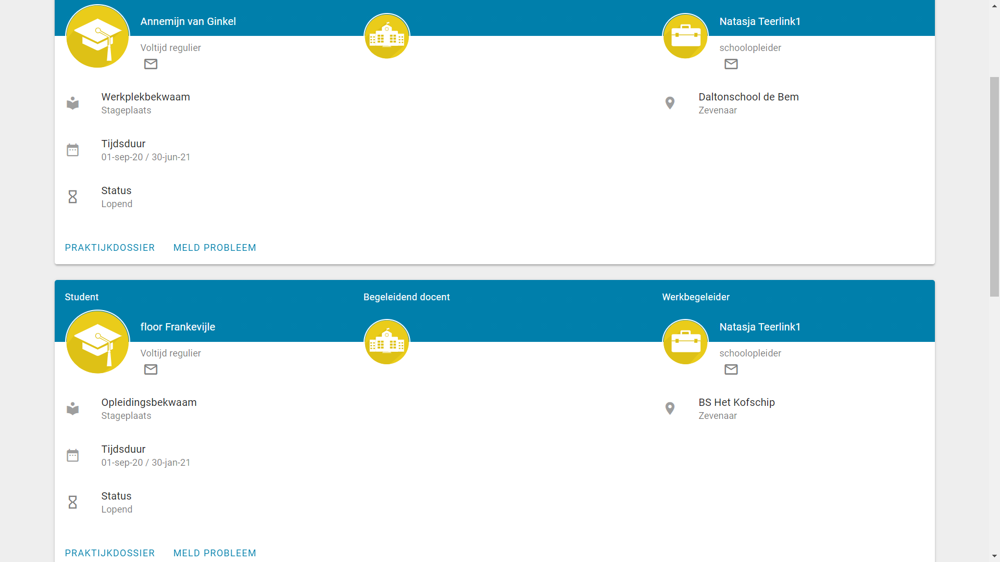 Annemijn van Ginkel
Natasja Teerlink1
Voltijd regulier
schoolopleider
Werkplekbekwaam
Stageplaats
Daltonschool de Bem
Zevenaar
Tijdsduur
01-sep-20 / 30-jun-21
Status
Lopend
PRAKTIJKDOSSIER MELD PROBLEEM
Student
Begeleidend docent
Werkbegeleider
floor Frankevijle
Natasja Teerlink1
Voltijd regulier
schoolopleider
Opleidingsbekwaam
Stageplaats
BS Het Kofschip
Zevenaar
Tijdsduur
01-sep-20 / 30-jan-21
Status
Lopend
PRAKTIJKDOSSIER MELD PROBLEEM